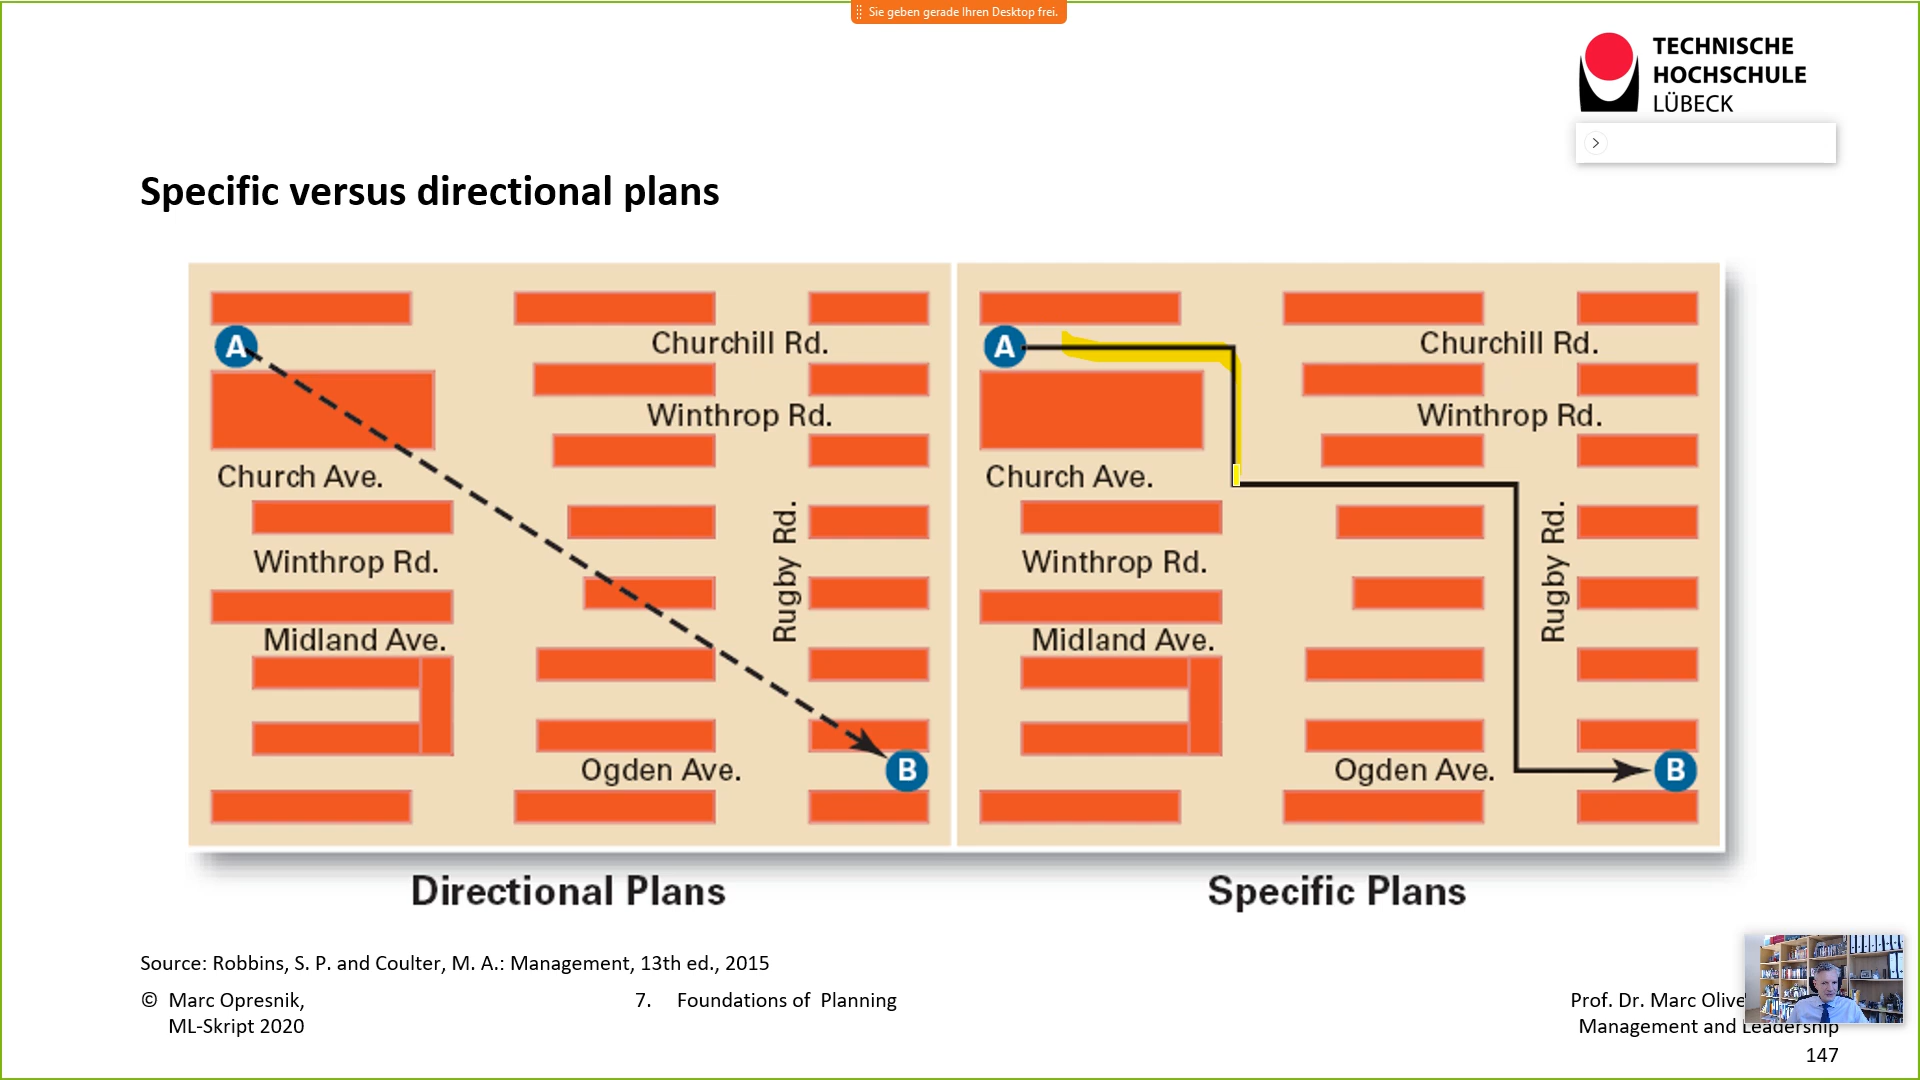 Sie geben gerade Ihren Desktop frei.
TECHNISCHE
HOCHSCHULE
LÜBECK
Specific versus directional plans
A
Churchill Rd.
Winthrop Rd.
Church Ave.
Winthrop Rd.
Rugby Rd.
Midland Ave.
Ogden Ave.
B
Directional Plans
A
Churchill Rd.
Winthrop Rd.
Church Ave.
Winthrop Rd.
Rugby Rd.
Midland Ave.
Ogden Ave.
B
Specific Plans
Source: Robbins, S. P. and Coulter, M. A.: Management, 13th ed., 2015
© Marc Opresnik,
ML-Skript 2020
7. Foundations of Planning
Prof. Dr. Marc
Management and Leadership
147